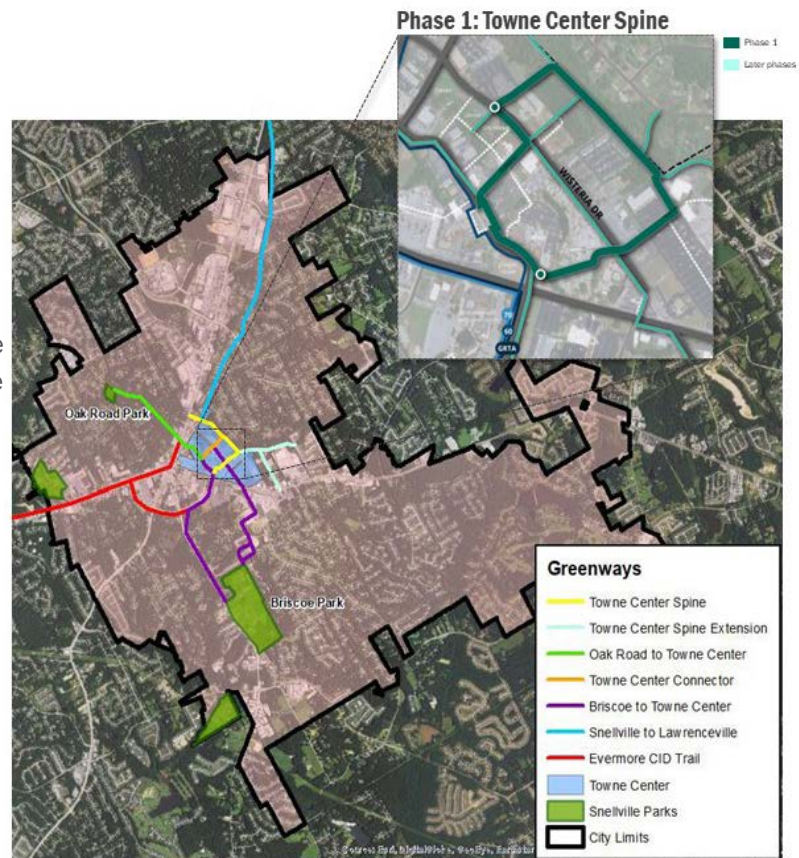 Phase 1: Towne Center Spine
Phase 1
Later phases
WISTERIA DR
70
60
GRTA
Oak Road Park
Briscoe Park
Greenways
Towne Center Spine
Towne Center Spine Extension
Oak Road to Towne Center
Towne Center Connector
Briscoe to Towne Center
Snellville to Lawrenceville
Evermore CID Trail
Towne Center
Snellville Parks
City Limits